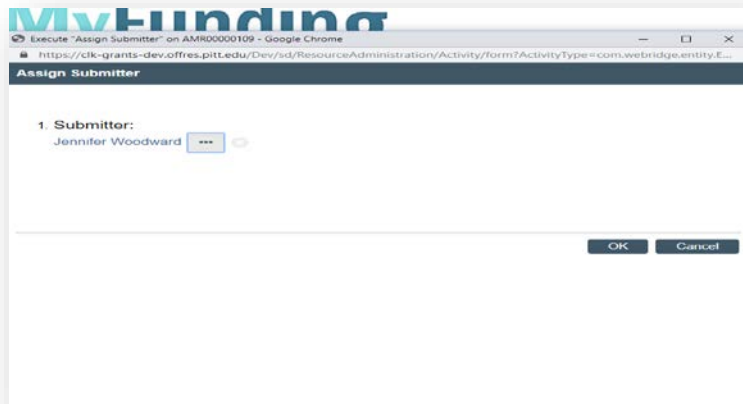 MyFunding
Execute "Assign Submitter" on AMR00000109 - Google Chrome
https://clk-grants-dev.offres.pitt.edu/Dev/sd/ResourceAdministration/Activity/form?ActivityType=com.webridge.entity.E...
Assign Submitter
1. Submitter:
Jennifer Woodward ...
OK Cancel